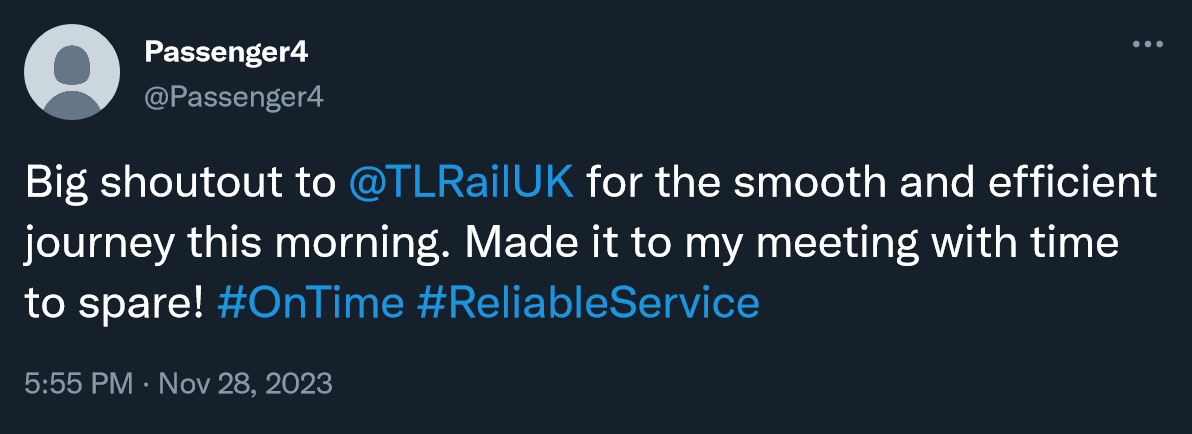 Passenger4
@Passenger4
Big shoutout to @TLRailUK for the smooth and efficient
journey this morning. Made it to my meeting with time
to spare! #OnTime #ReliableService
5:55 PM · Nov 28, 2023